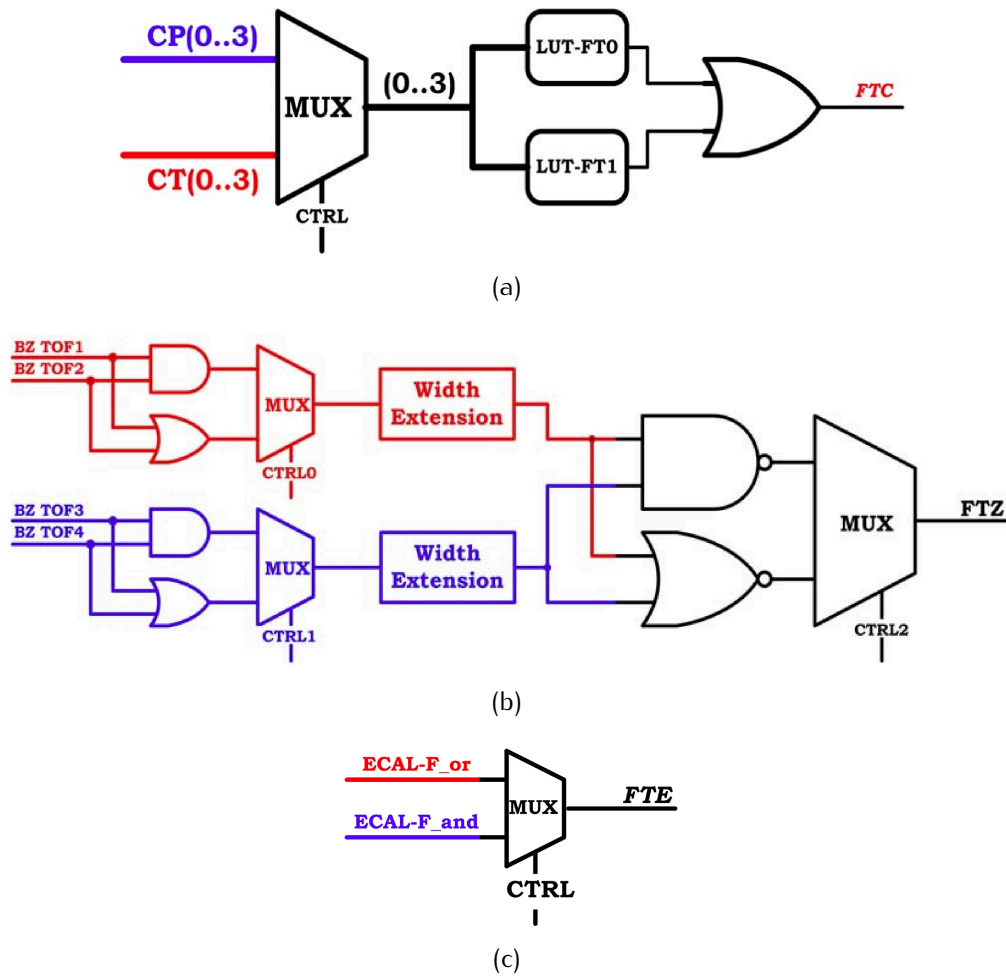 CP(0..3)
CT(0..3)
MUX
CTRL
(0..3)
LUT-FT0
LUT-FT1
FTC
(a)
BZ TOF1
BZ TOF2
MUX
CTRL0
Width
Extension
BZ TOF3
BZ TOF4
MUX
CTRL1
Width
Extension
MUX
CTRL2
FTZ
(b)
ECAL-F_or
ECAL-F_and
MUX
CTRL
FTE
(c)